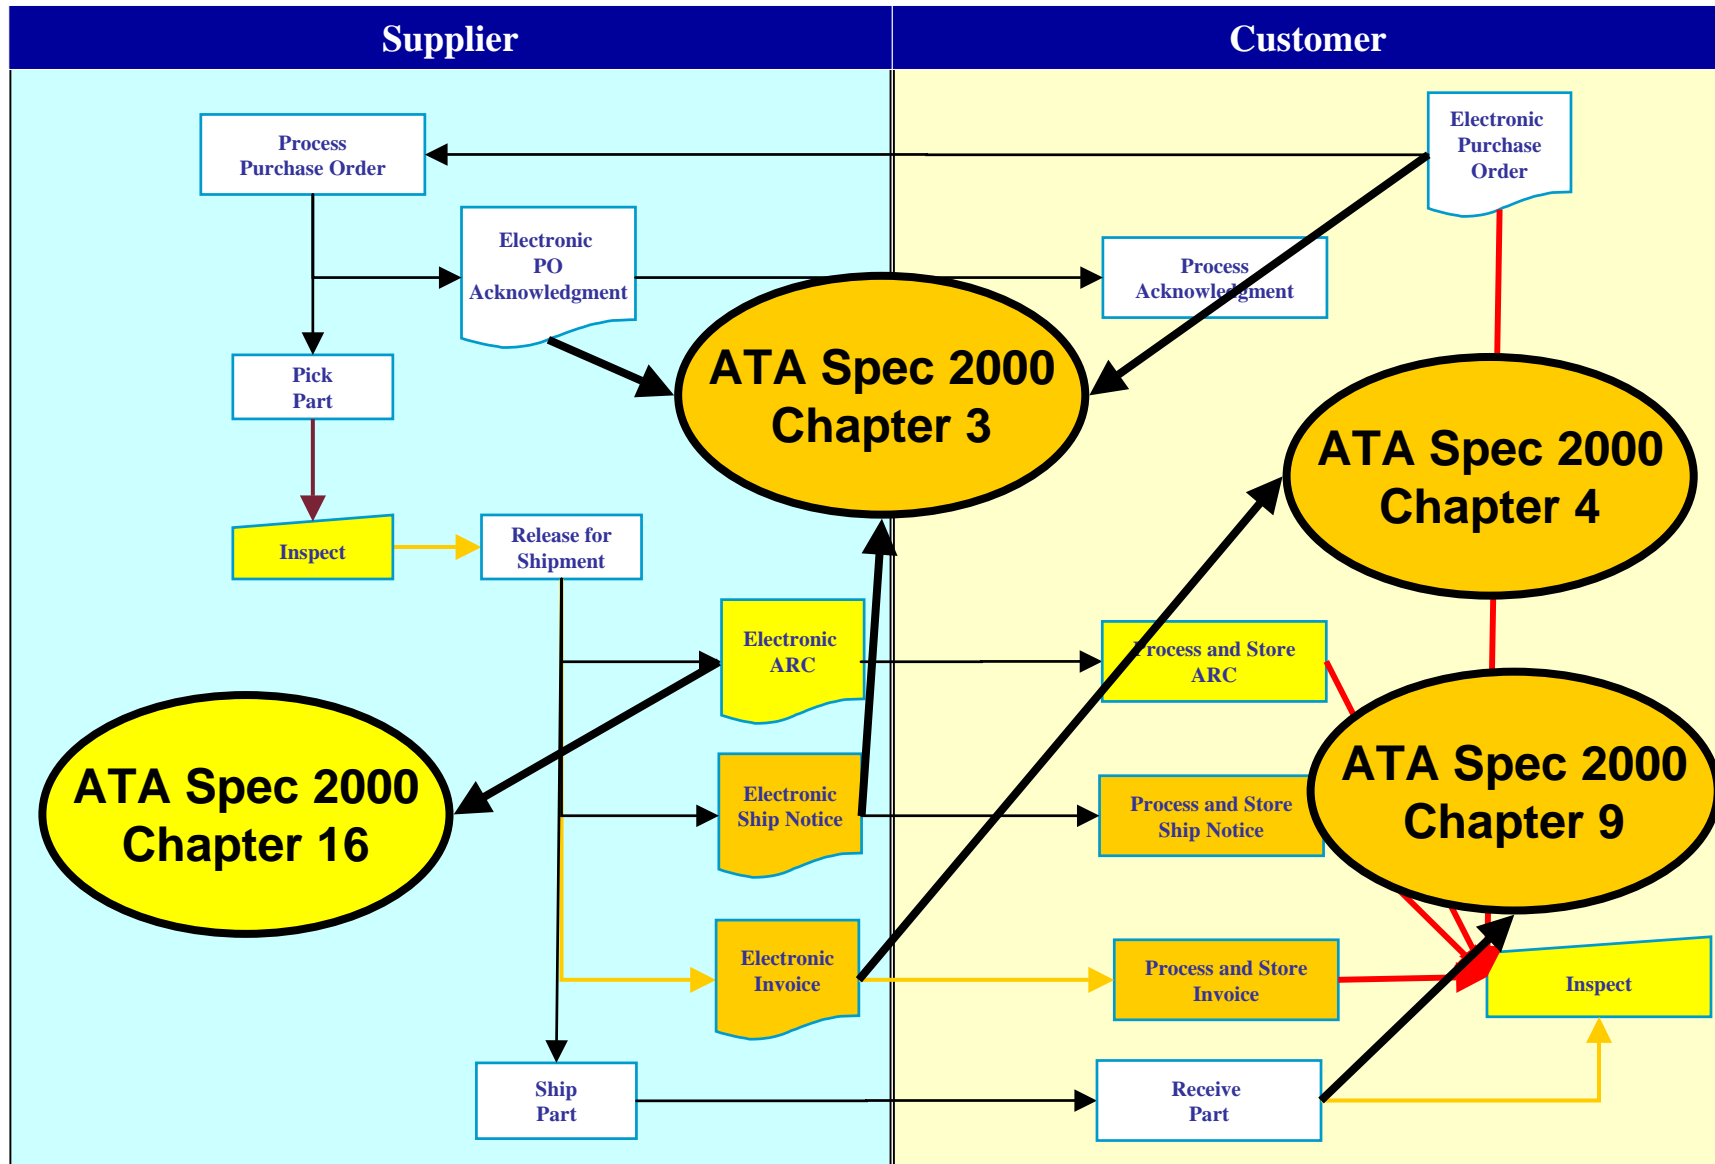 Supplier
Customer
Process
Purchase Order
Electronic
Purchase
Order
Electronic
PO
Acknowledgment
Process
Acknowledgment
ATA Spec 2000
Chapter 3
Pick
Part
ATA Spec 2000
Chapter 4
Inspect
Release for
Shipment
Electronic
ARC
Process and Store
ARC
ATA Spec 2000
Chapter 16
Electronic
Ship Notice
Process and Store
Ship Notice
ATA Spec 2000
Chapter 9
Electronic
Invoice
Process and Store
Invoice
Inspect
Ship
Part
Receive
Part